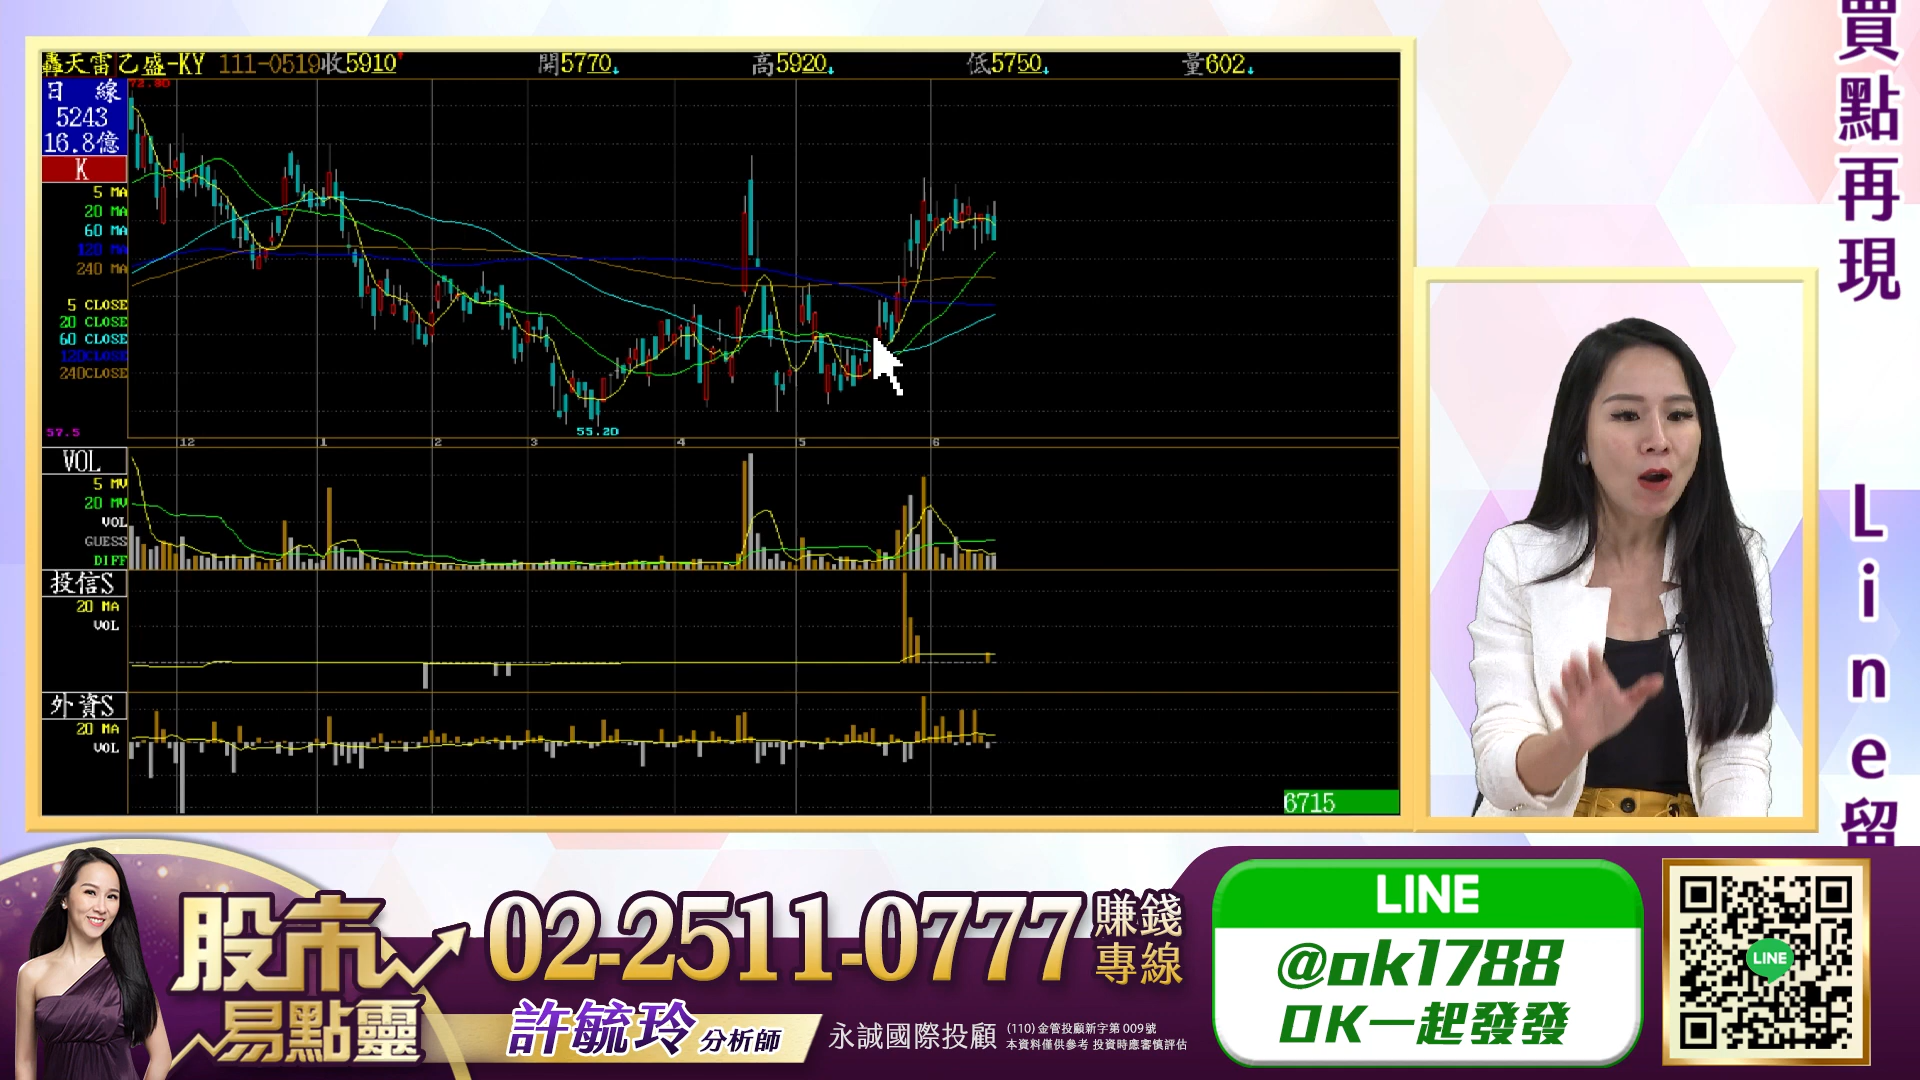 轟天雷乙盛-KY 111-0519收5910 開5770 高5920 低5750 量602
日 線
5243
16.8億
K
72.80
5 MA
20 MA
60 MA
120 MA
240 MA
5 CLOSE
20 CLOSE
60 CLOSE
120CLOSE
240CLOSE
57.5
55.20
12 1 2 3 4 5 6
VOL
5 MV
20 MV
VOL
GUESS
DIFF
投信S
20 MA
VOL
外資S
20 MA
VOL
6715
買點再現 Line留
股市
易點靈
02-2511-0777
賺錢
專線
許毓玲 分析師
永誠國際投顧
(110)金管投顧新字第009號
本資料僅供參考 投資時應審慎評估
LINE
@ok1788
OK一起發發
LINE